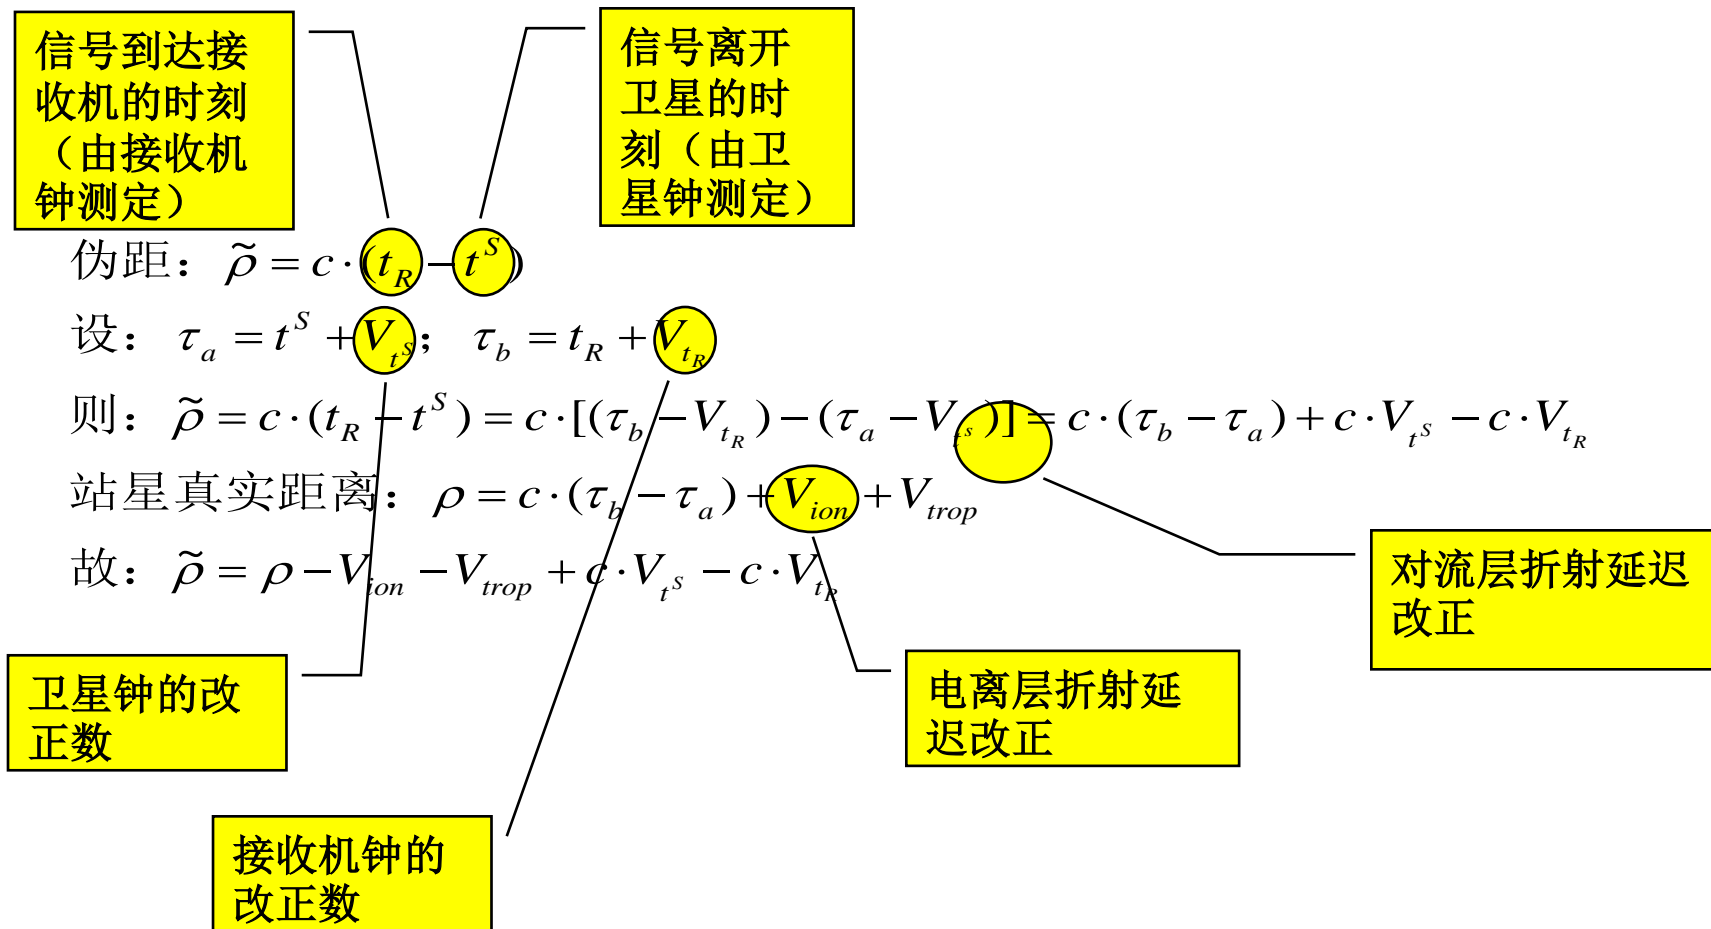 信号到达接
收机的时刻
（由接收机
钟测定）
信号离开
卫星的时
刻（由卫
星钟测定）
伪距：ρ̃ = c·(t_R − t^S)
设：τ_a = t^S + V_{t^S}；τ_b = t_R + V_{t_R}
则：ρ̃ = c·(t_R − t^S) = c·[(τ_b − V_{t_R}) − (τ_a − V_{t^s})] = c·(τ_b − τ_a) + c·V_{t^S} − c·V_{t_R}
站星真实距离：ρ = c·(τ_b − τ_a) + V_{ion} + V_{trop}
故：ρ̃ = ρ − V_{ion} − V_{trop} + c·V_{t^S} − c·V_{t_R}
对流层折射延迟
改正
卫星钟的改
正数
电离层折射延
迟改正
接收机钟的
改正数